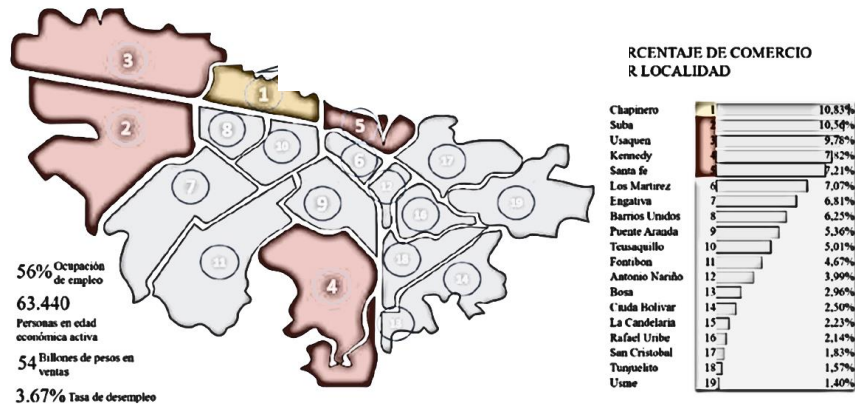 RCENTAJE DE COMERCIO
R LOCALIDAD
Chapinero 1 10,83%
Suba 2 10,56%
Usaquen 3 9,78%
Kennedy 4 7,82%
Santa fe 5 7,21%
Los Martirez 6 7,07%
Engativa 7 6,81%
Barrios Unidos 8 6,25%
Puente Aranda 9 5,36%
Teusaquillo 10 5,01%
Fontibon 11 4,67%
Antonio Nariño 12 3,99%
Bosa 13 2,96%
Ciuda Bolivar 14 2,50%
La Candelaria 15 2,23%
Rafael Uribe 16 2,14%
San Cristobal 17 1,83%
Tunjuelito 18 1,57%
Usme 19 1,40%
3
1
2
8
10
5
6
17
7
12
9
16
19
11
4
18
14
56% Ocupación
de empleo
63.440
Personas en edad
económica activa
54 Billones de pesos en
ventas
3.67% Tasa de desempleo